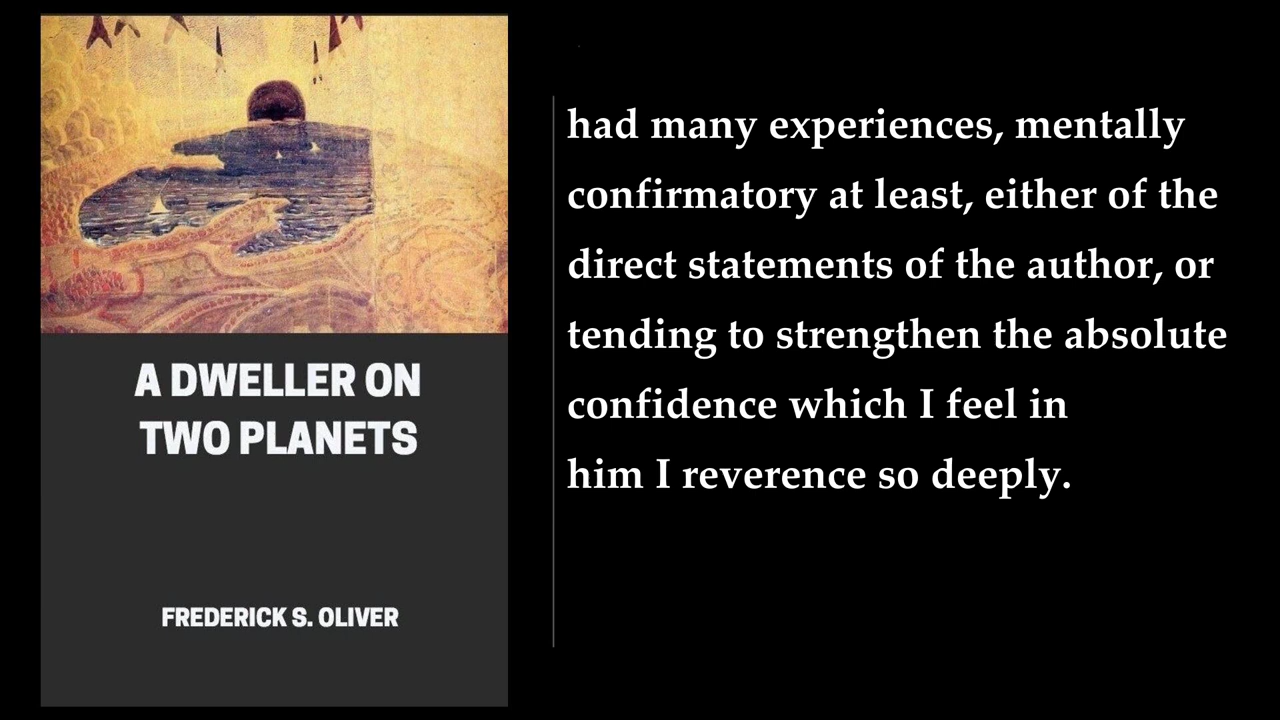 A DWELLER ON
TWO PLANETS
FREDERICK S. OLIVER
had many experiences, mentally
confirmatory at least, either of the
direct statements of the author, or
tending to strengthen the absolute
confidence which I feel in
him I reverence so deeply.